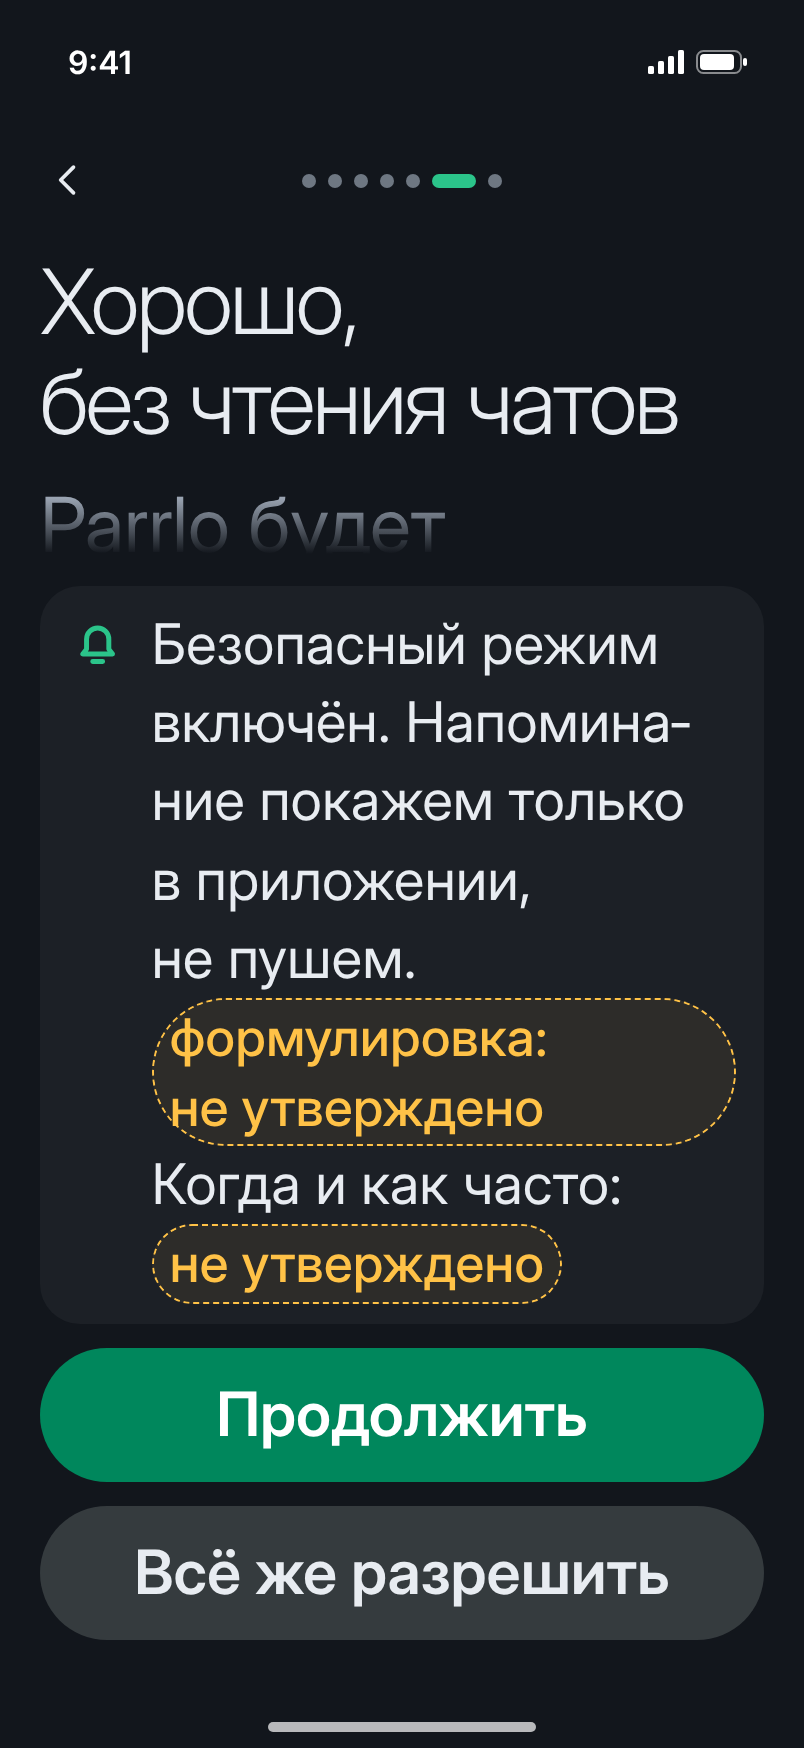 9:41
Хорошо,
без чтения чатов
Parrlo будет
Безопасный режим
включён. Напомина-
ние покажем только
в приложении,
не пушем.
формулировка:
не утверждено
Когда и как часто:
не утверждено
Продолжить
Всё же разрешить